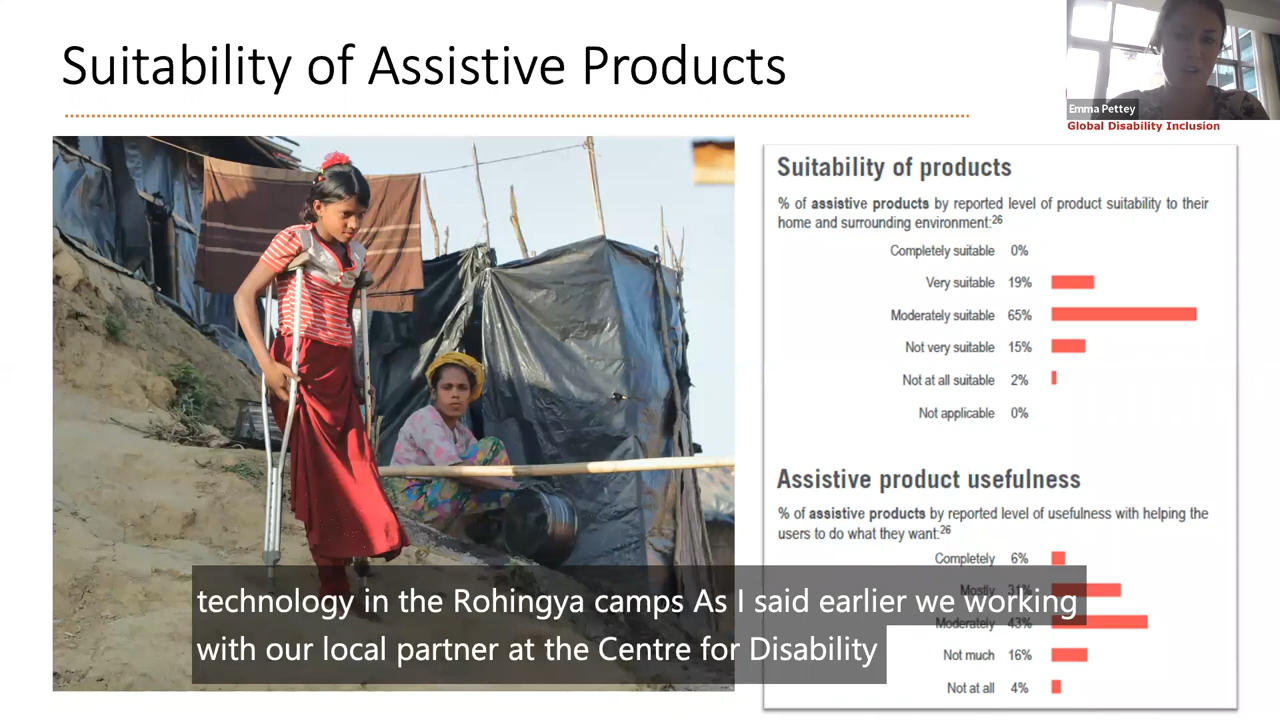 Suitability of Assistive Products
Emma Pettey
Global Disability Inclusion
Suitability of products
% of assistive products by reported level of product suitability to their
home and surrounding environment:26
Completely suitable 0%
Very suitable 19%
Moderately suitable 65%
Not very suitable 15%
Not at all suitable 2%
Not applicable 0%
Assistive product usefulness
% of assistive products by reported level of usefulness with helping the
users to do what they want:26
Completely 6%
Mostly 31%
Moderately 43%
Not much 16%
Not at all 4%
technology in the Rohingya camps As I said earlier we working
with our local partner at the Centre for Disability